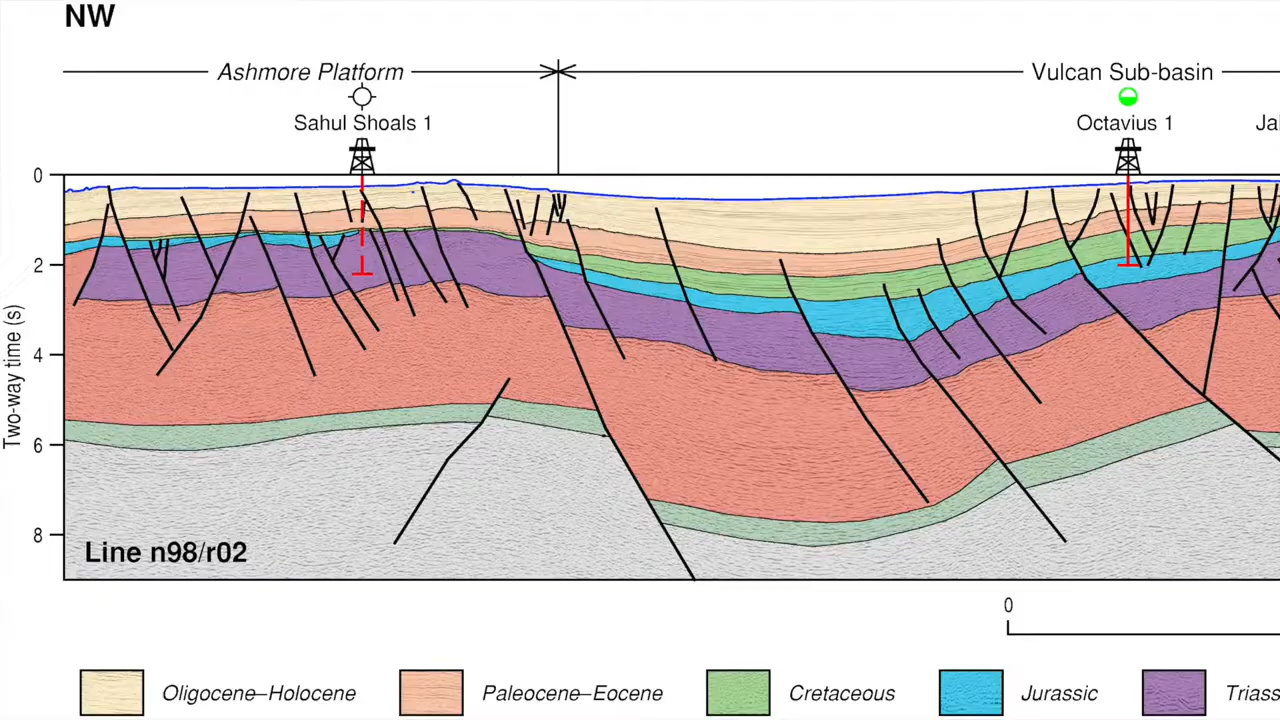 NW
Ashmore Platform
Vulcan Sub-basin
Sahul Shoals 1
Octavius 1
0
2
4
6
8
Two-way time (s)
Line n98/r02
0
Oligocene–Holocene
Paleocene–Eocene
Cretaceous
Jurassic